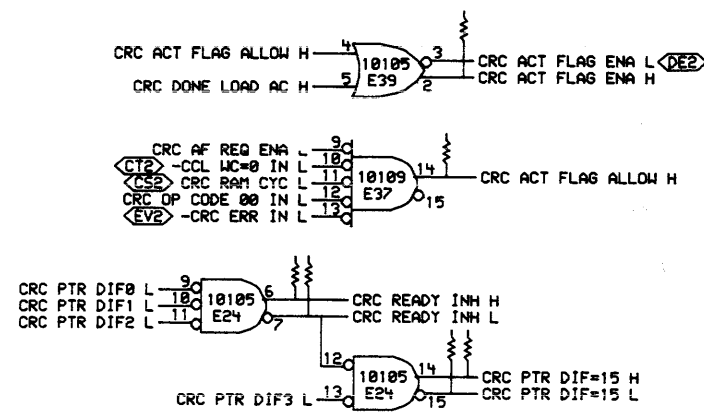 CRC ACT FLAG ALLOW H 4 3 CRC ACT FLAG ENA L DE2
10105
CRC DONE LOAD AC H 5 E39 2 CRC ACT FLAG ENA H
CRC AF REQ ENA L 9
CT2 -CCL WC=0 IN L 10 14
CS2 CRC RAM CYC L 11 10109 CRC ACT FLAG ALLOW H
CRC OP CODE 00 IN L 12 E37 15
EV2 -CRC ERR IN L 13
CRC PTR DIF0 L 9 6 CRC READY INH H
CRC PTR DIF1 L 10 10105
CRC PTR DIF2 L 11 E24 7 CRC READY INH L
12 14 CRC PTR DIF=15 H
10105
CRC PTR DIF3 L 13 E24 15 CRC PTR DIF=15 L